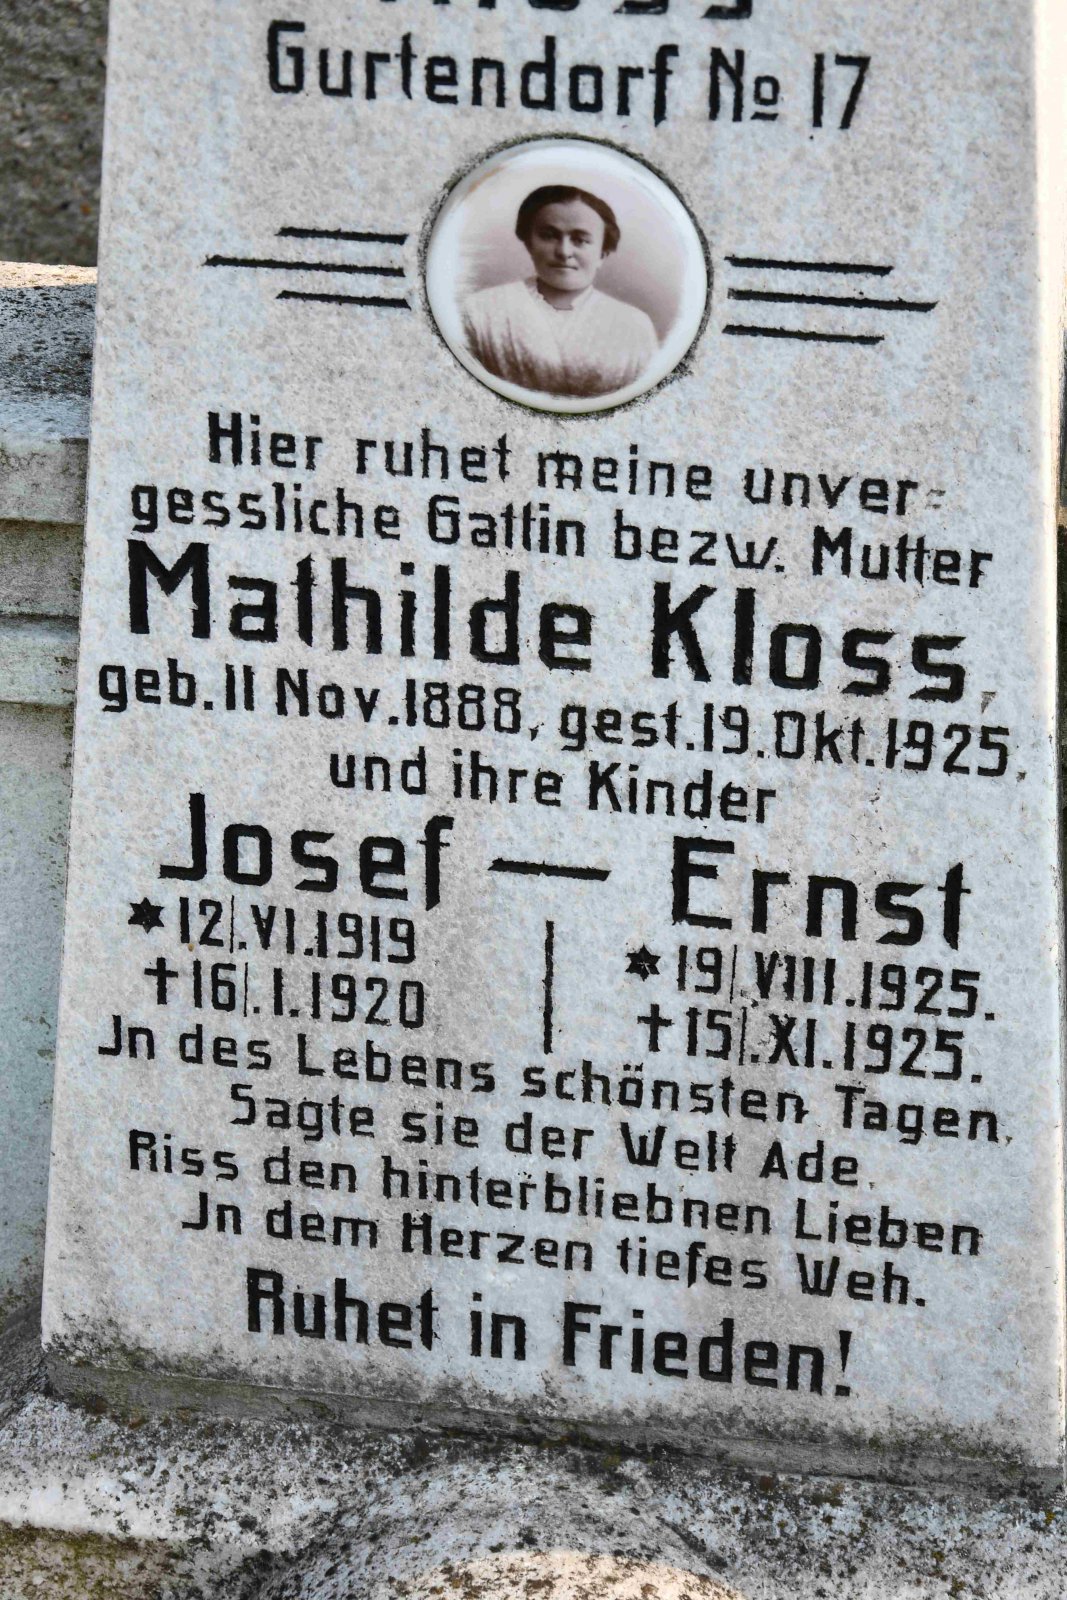 Gurtendorf No 17
Hier ruhet meine unver=
gessliche Gattin bezw. Mutter
Mathilde Kloss,
geb. 11 Nov. 1888, gest. 19. Okt. 1925,
und ihre Kinder
Josef — Ernst
* 12/. VI. 1919 * 19/. VIII. 1925.
† 16/. I. 1920 † 15/. XI. 1925.
In des Lebens schönsten Tagen,
Sagte sie der Welt Ade,
Riss den hinterbliebnen Lieben
In dem Herzen tiefes Weh.
Ruhet in Frieden!